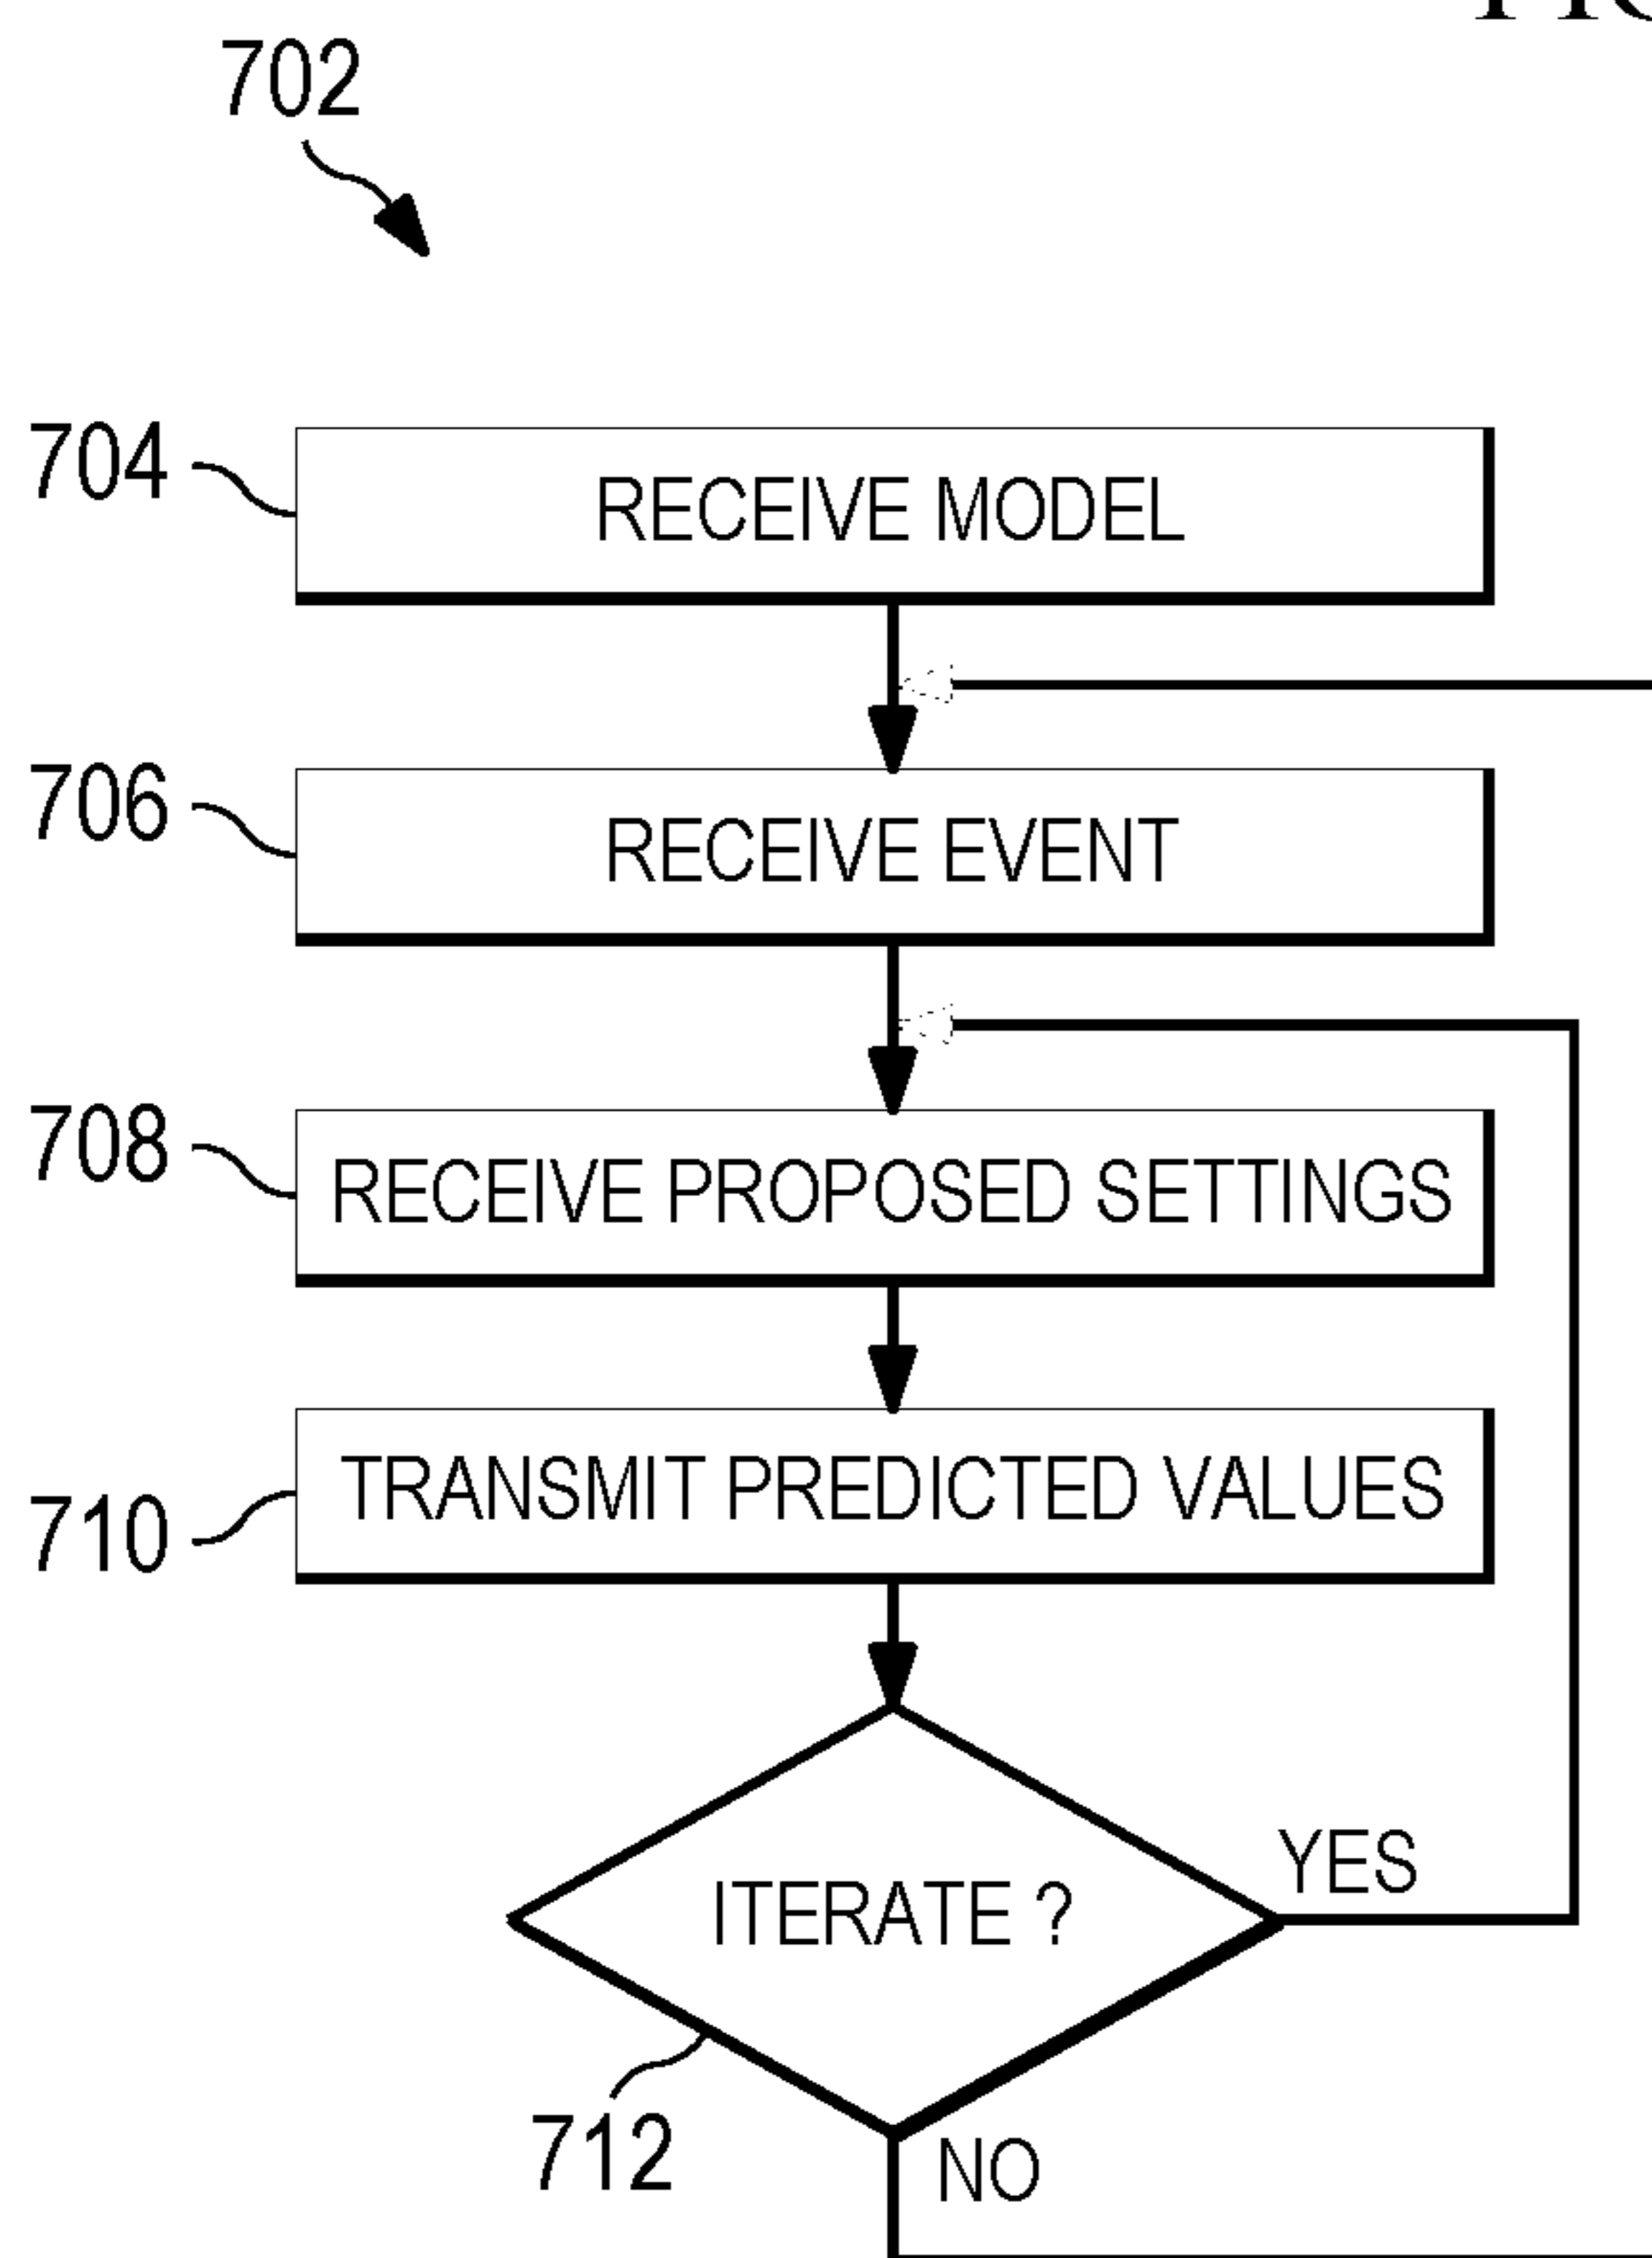 702
704
RECEIVE MODEL
706
RECEIVE EVENT
708
RECEIVE PROPOSED SETTINGS
TRANSMIT PREDICTED VALUES
710
YES
ITERATE ?
712
NO